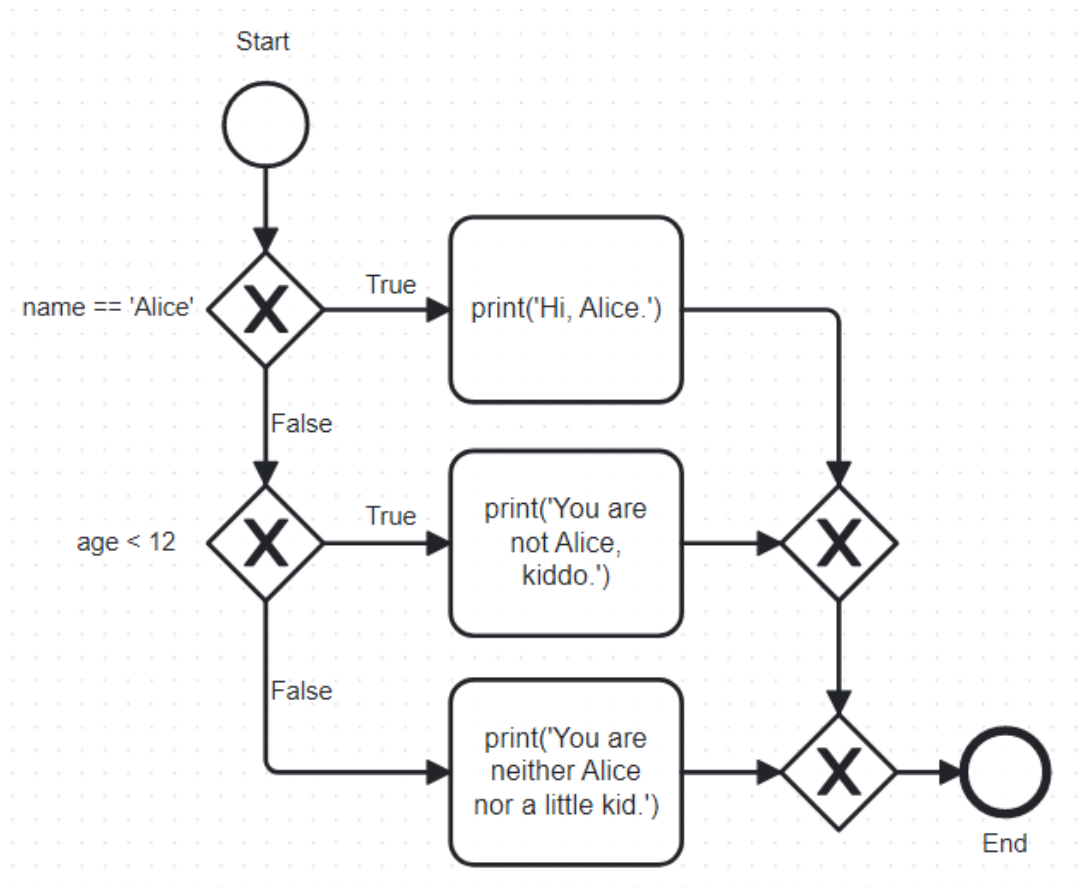 Start
name == 'Alice'
True
print('Hi, Alice.')
False
age < 12
True
print('You are
not Alice,
kiddo.')
False
print('You are
neither Alice
nor a little kid.')
End